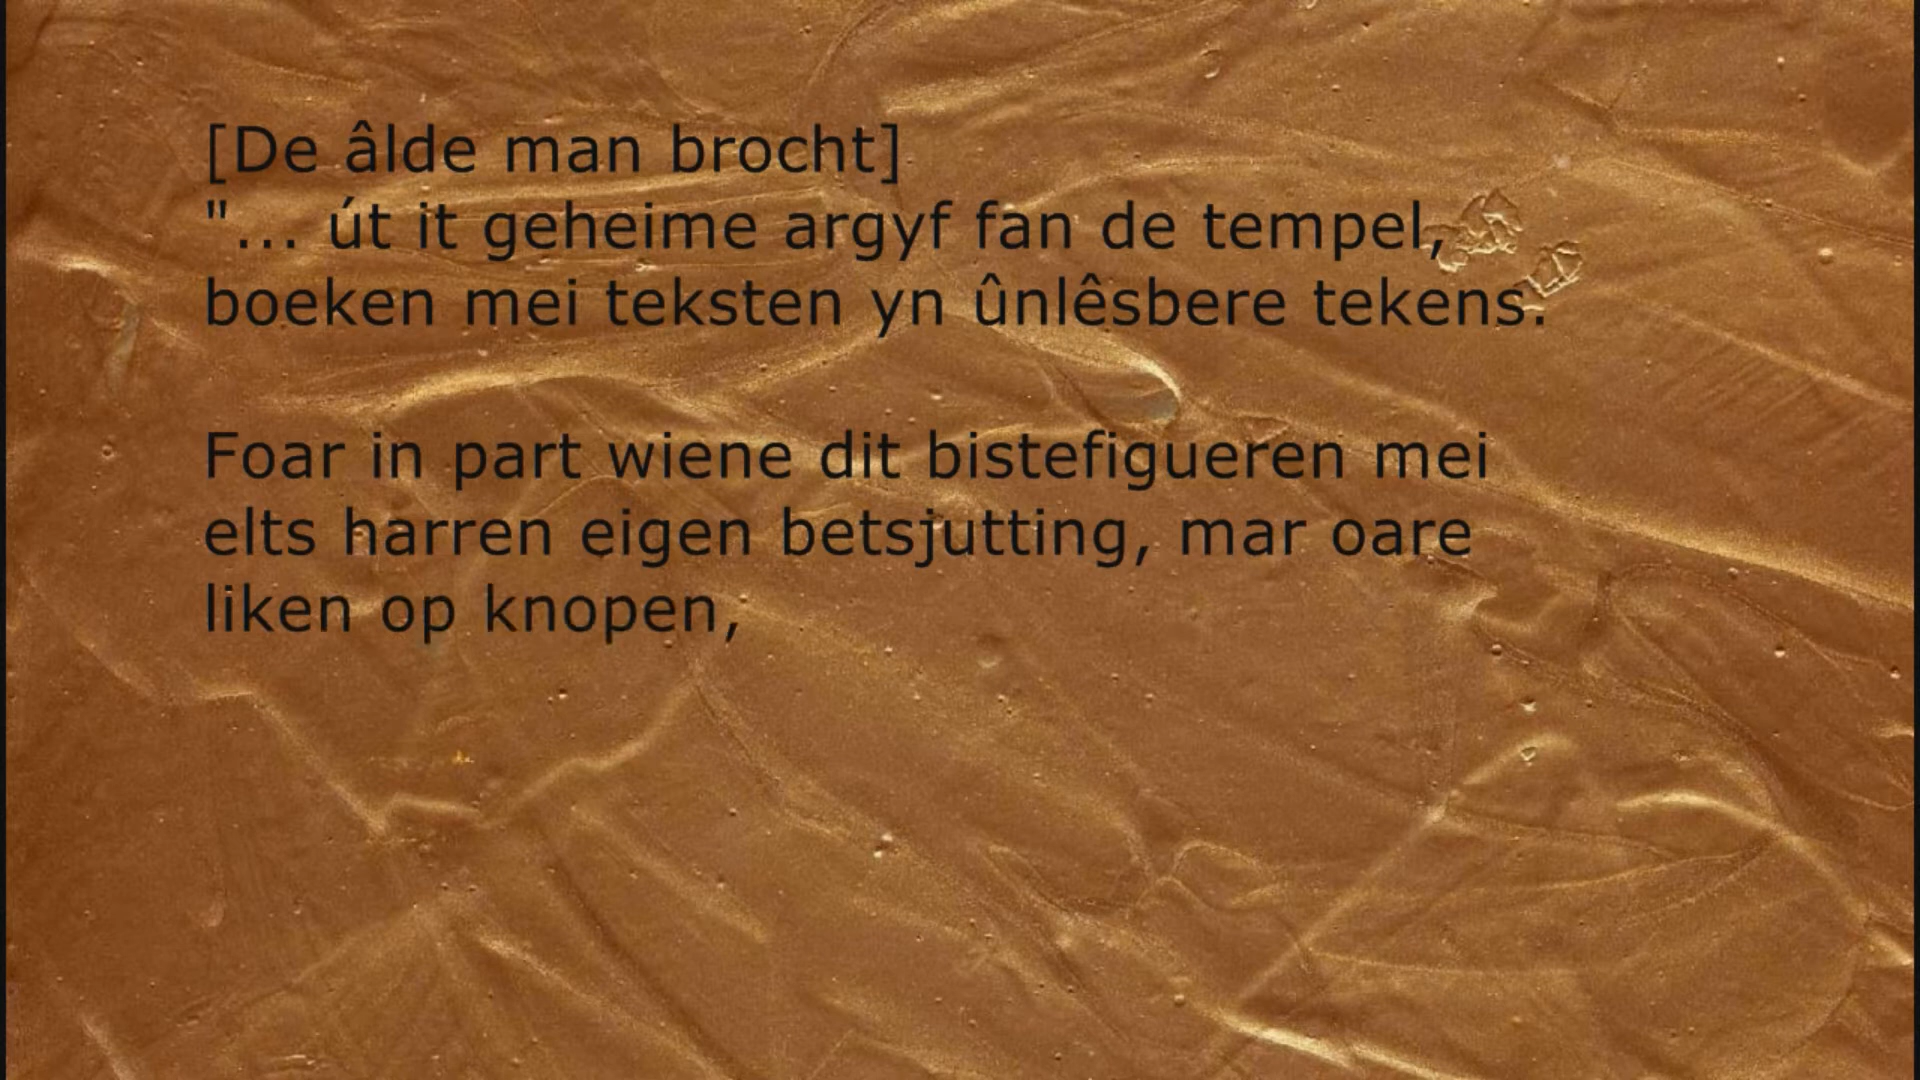 [De âlde man brocht]
"... út it geheime argyf fan de tempel,
boeken mei teksten yn ûnlêsbere tekens.
Foar in part wiene dit bistefigueren mei
elts harren eigen betsjutting, mar oare
liken op knopen,